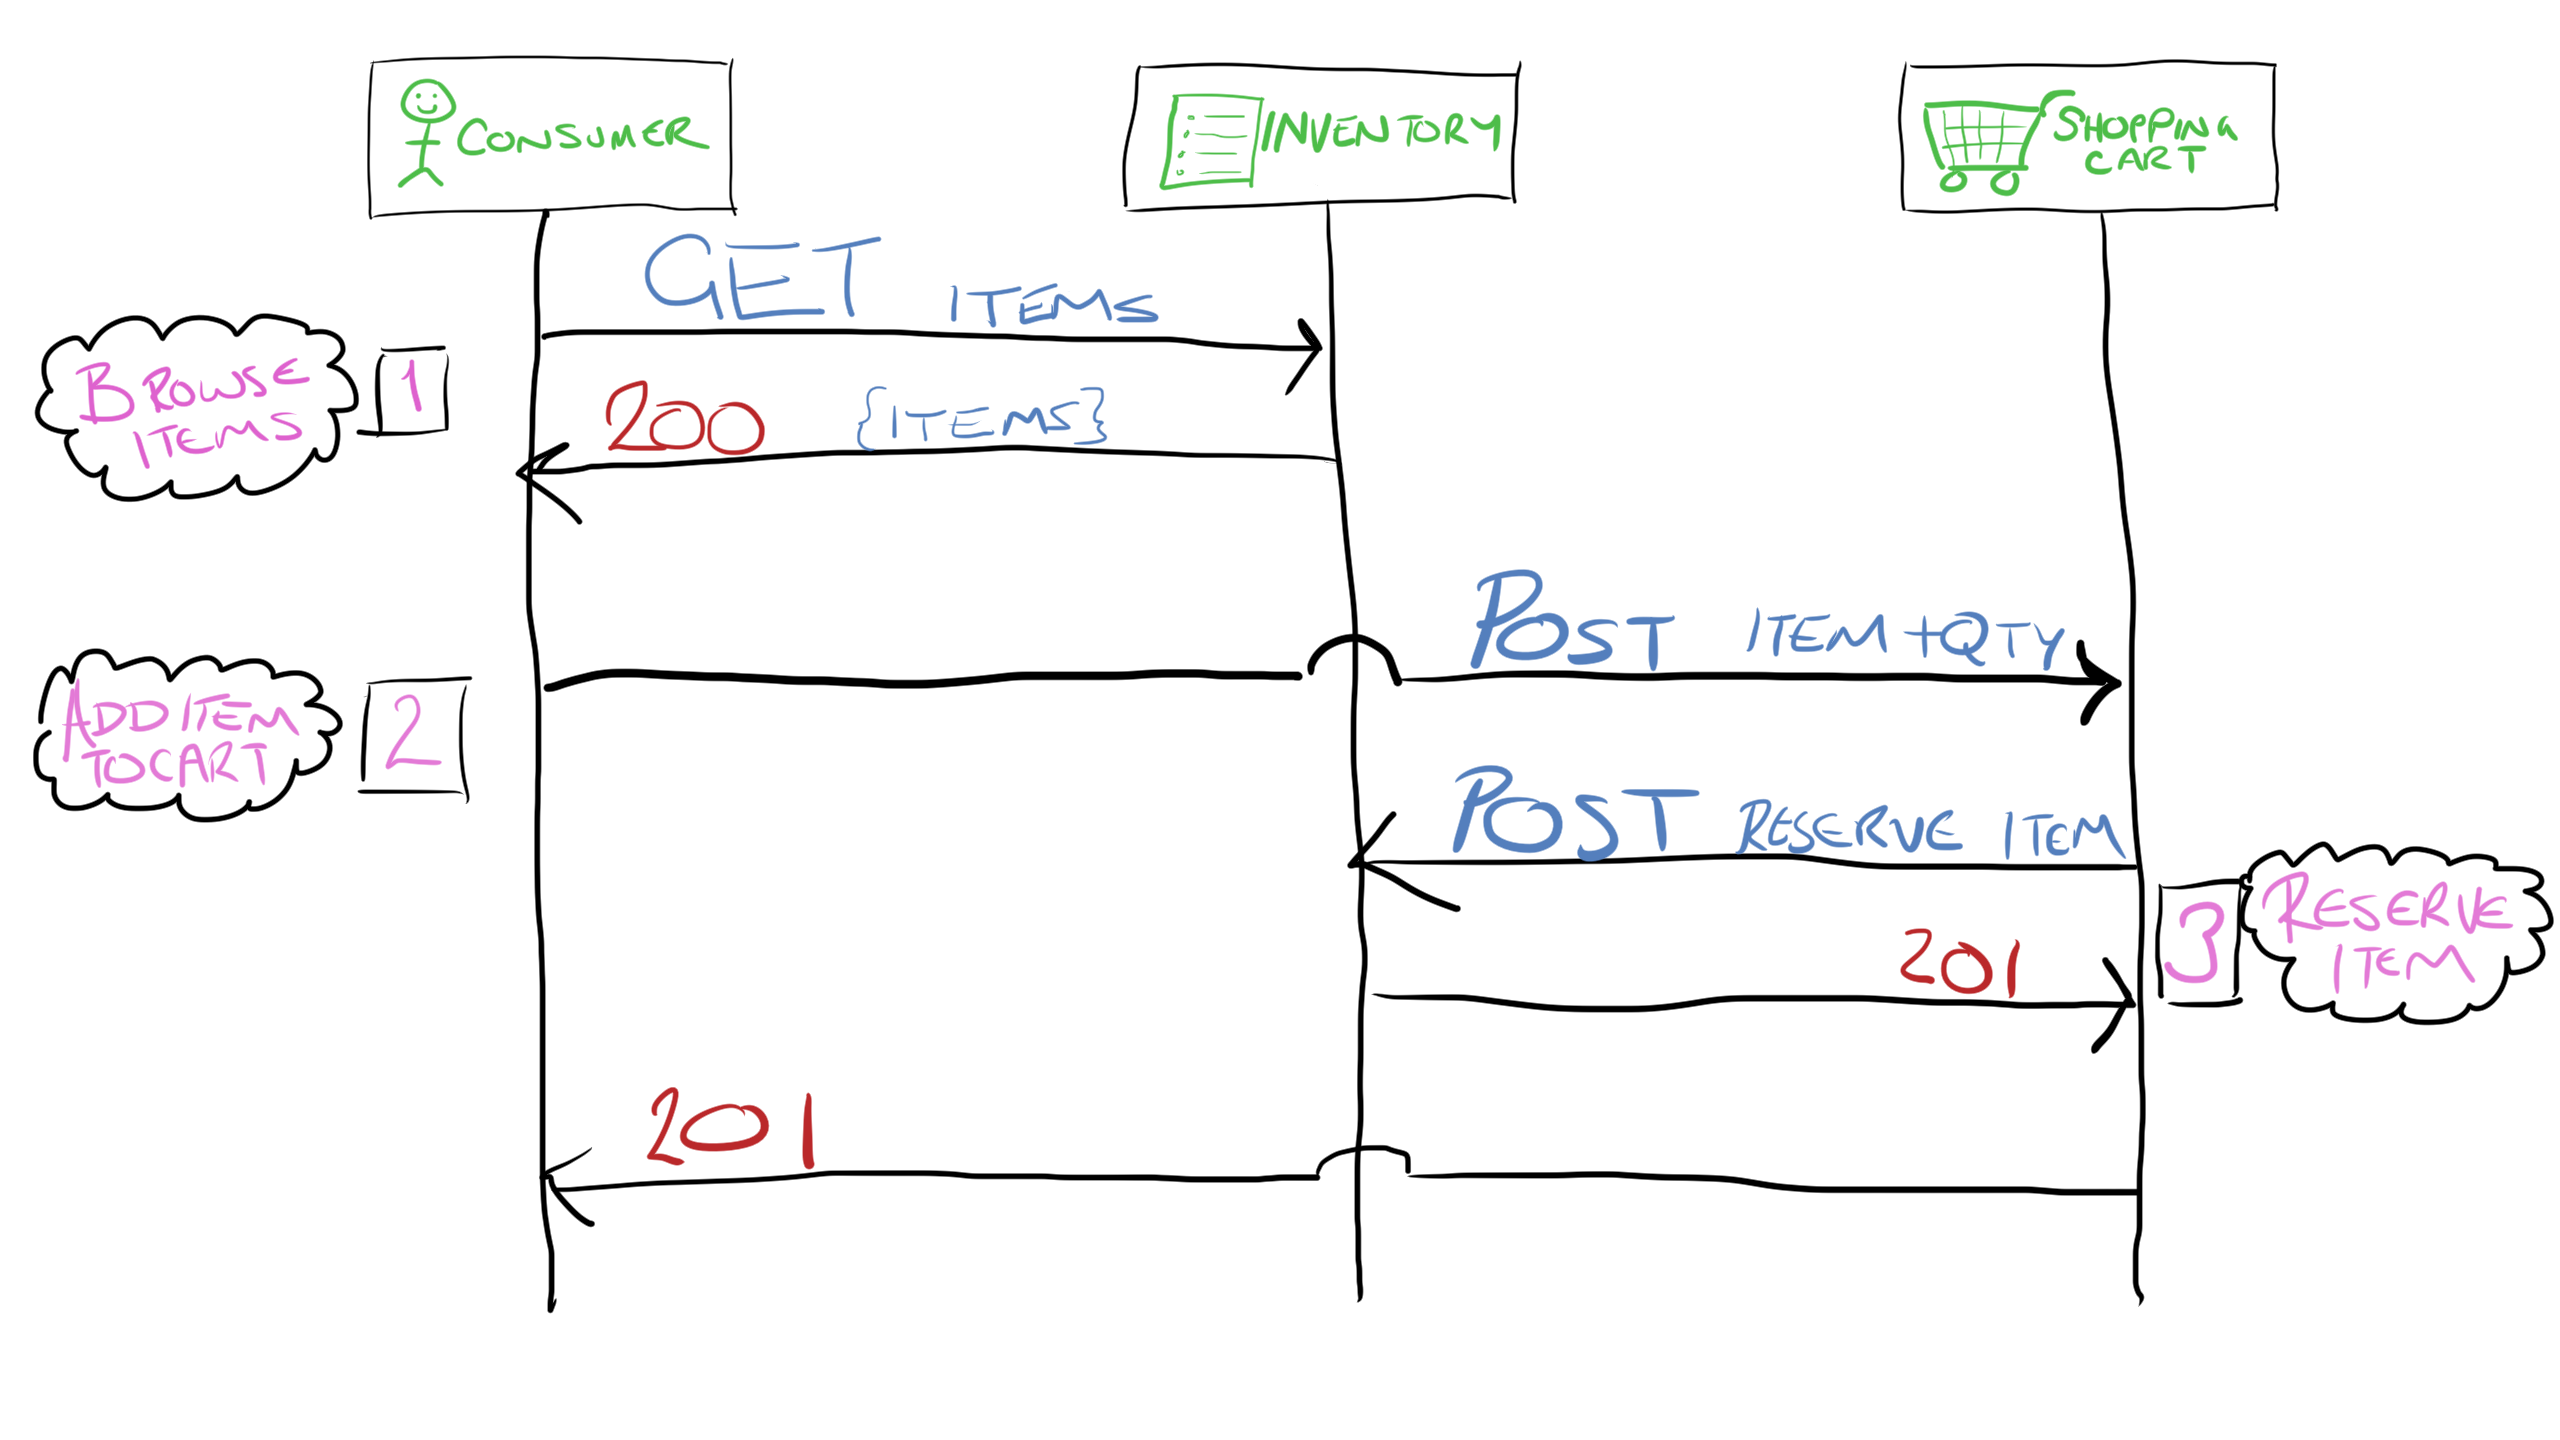 CONSUMER
INVENTORY
SHOPPING
CART
GET ITEMS
BROWSE
ITEMS
1
200 {ITEMS}
POST ITEM +QTY
ADD ITEM
TO CART
2
POST RESERVE ITEM
RESERVE
ITEM
3
201
201